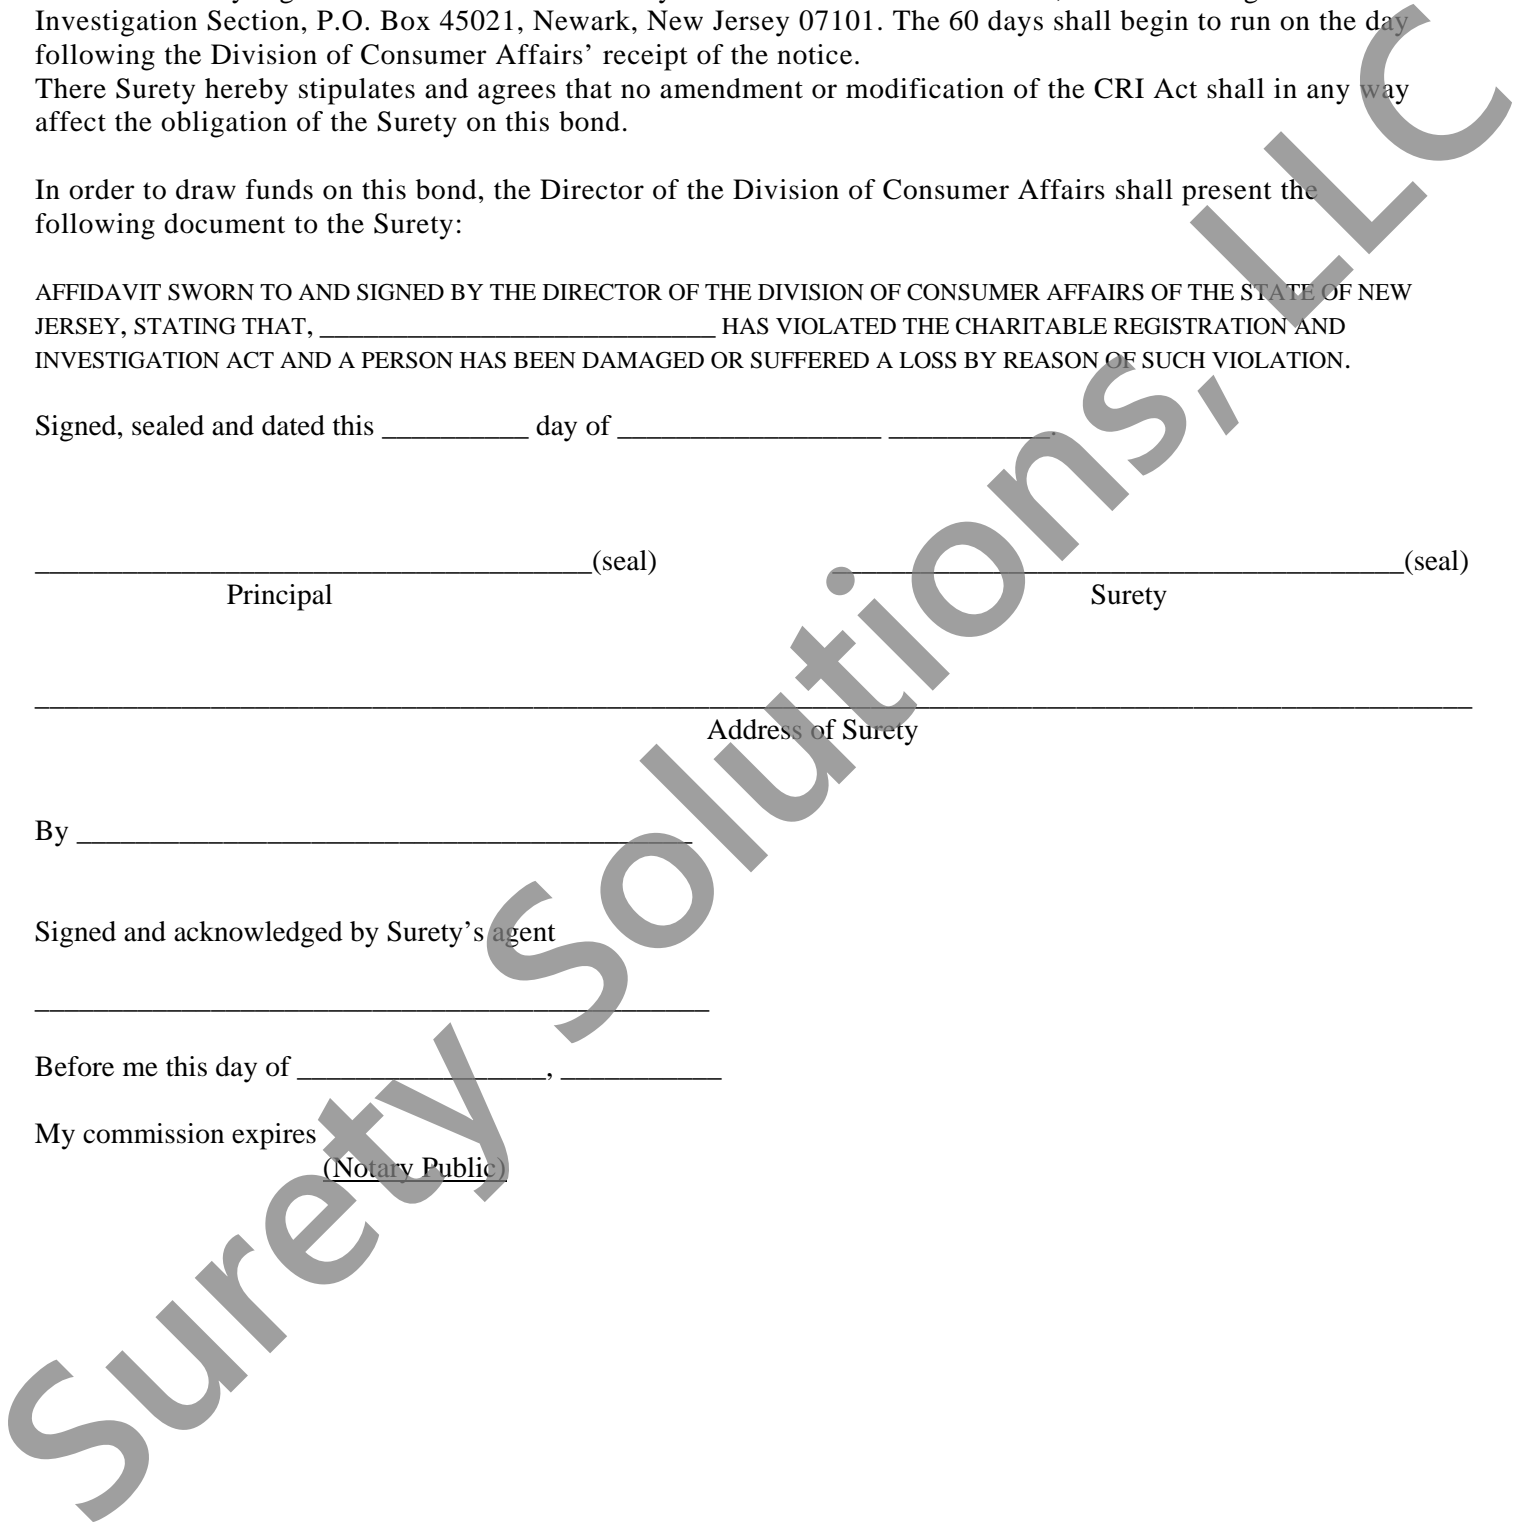 Investigation Section, P.O. Box 45021, Newark, New Jersey 07101. The 60 days shall begin to run on the day
following the Division of Consumer Affairs’ receipt of the notice.
There Surety hereby stipulates and agrees that no amendment or modification of the CRI Act shall in any way
affect the obligation of the Surety on this bond.
In order to draw funds on this bond, the Director of the Division of Consumer Affairs shall present the
following document to the Surety:
AFFIDAVIT SWORN TO AND SIGNED BY THE DIRECTOR OF THE DIVISION OF CONSUMER AFFAIRS OF THE STATE OF NEW
JERSEY, STATING THAT, ___________________________ HAS VIOLATED THE CHARITABLE REGISTRATION AND
INVESTIGATION ACT AND A PERSON HAS BEEN DAMAGED OR SUFFERED A LOSS BY REASON OF SUCH VIOLATION.
Signed, sealed and dated this __________ day of __________________ ___________.
______________________________________(seal) _______________________________________(seal)
Principal Surety
__________________________________________________________________________________________________
Address of Surety
By __________________________________________
Signed and acknowledged by Surety’s agent
______________________________________________
Before me this day of _________________, ___________
My commission expires
(Notary Public)
Surety Solutions, LLC